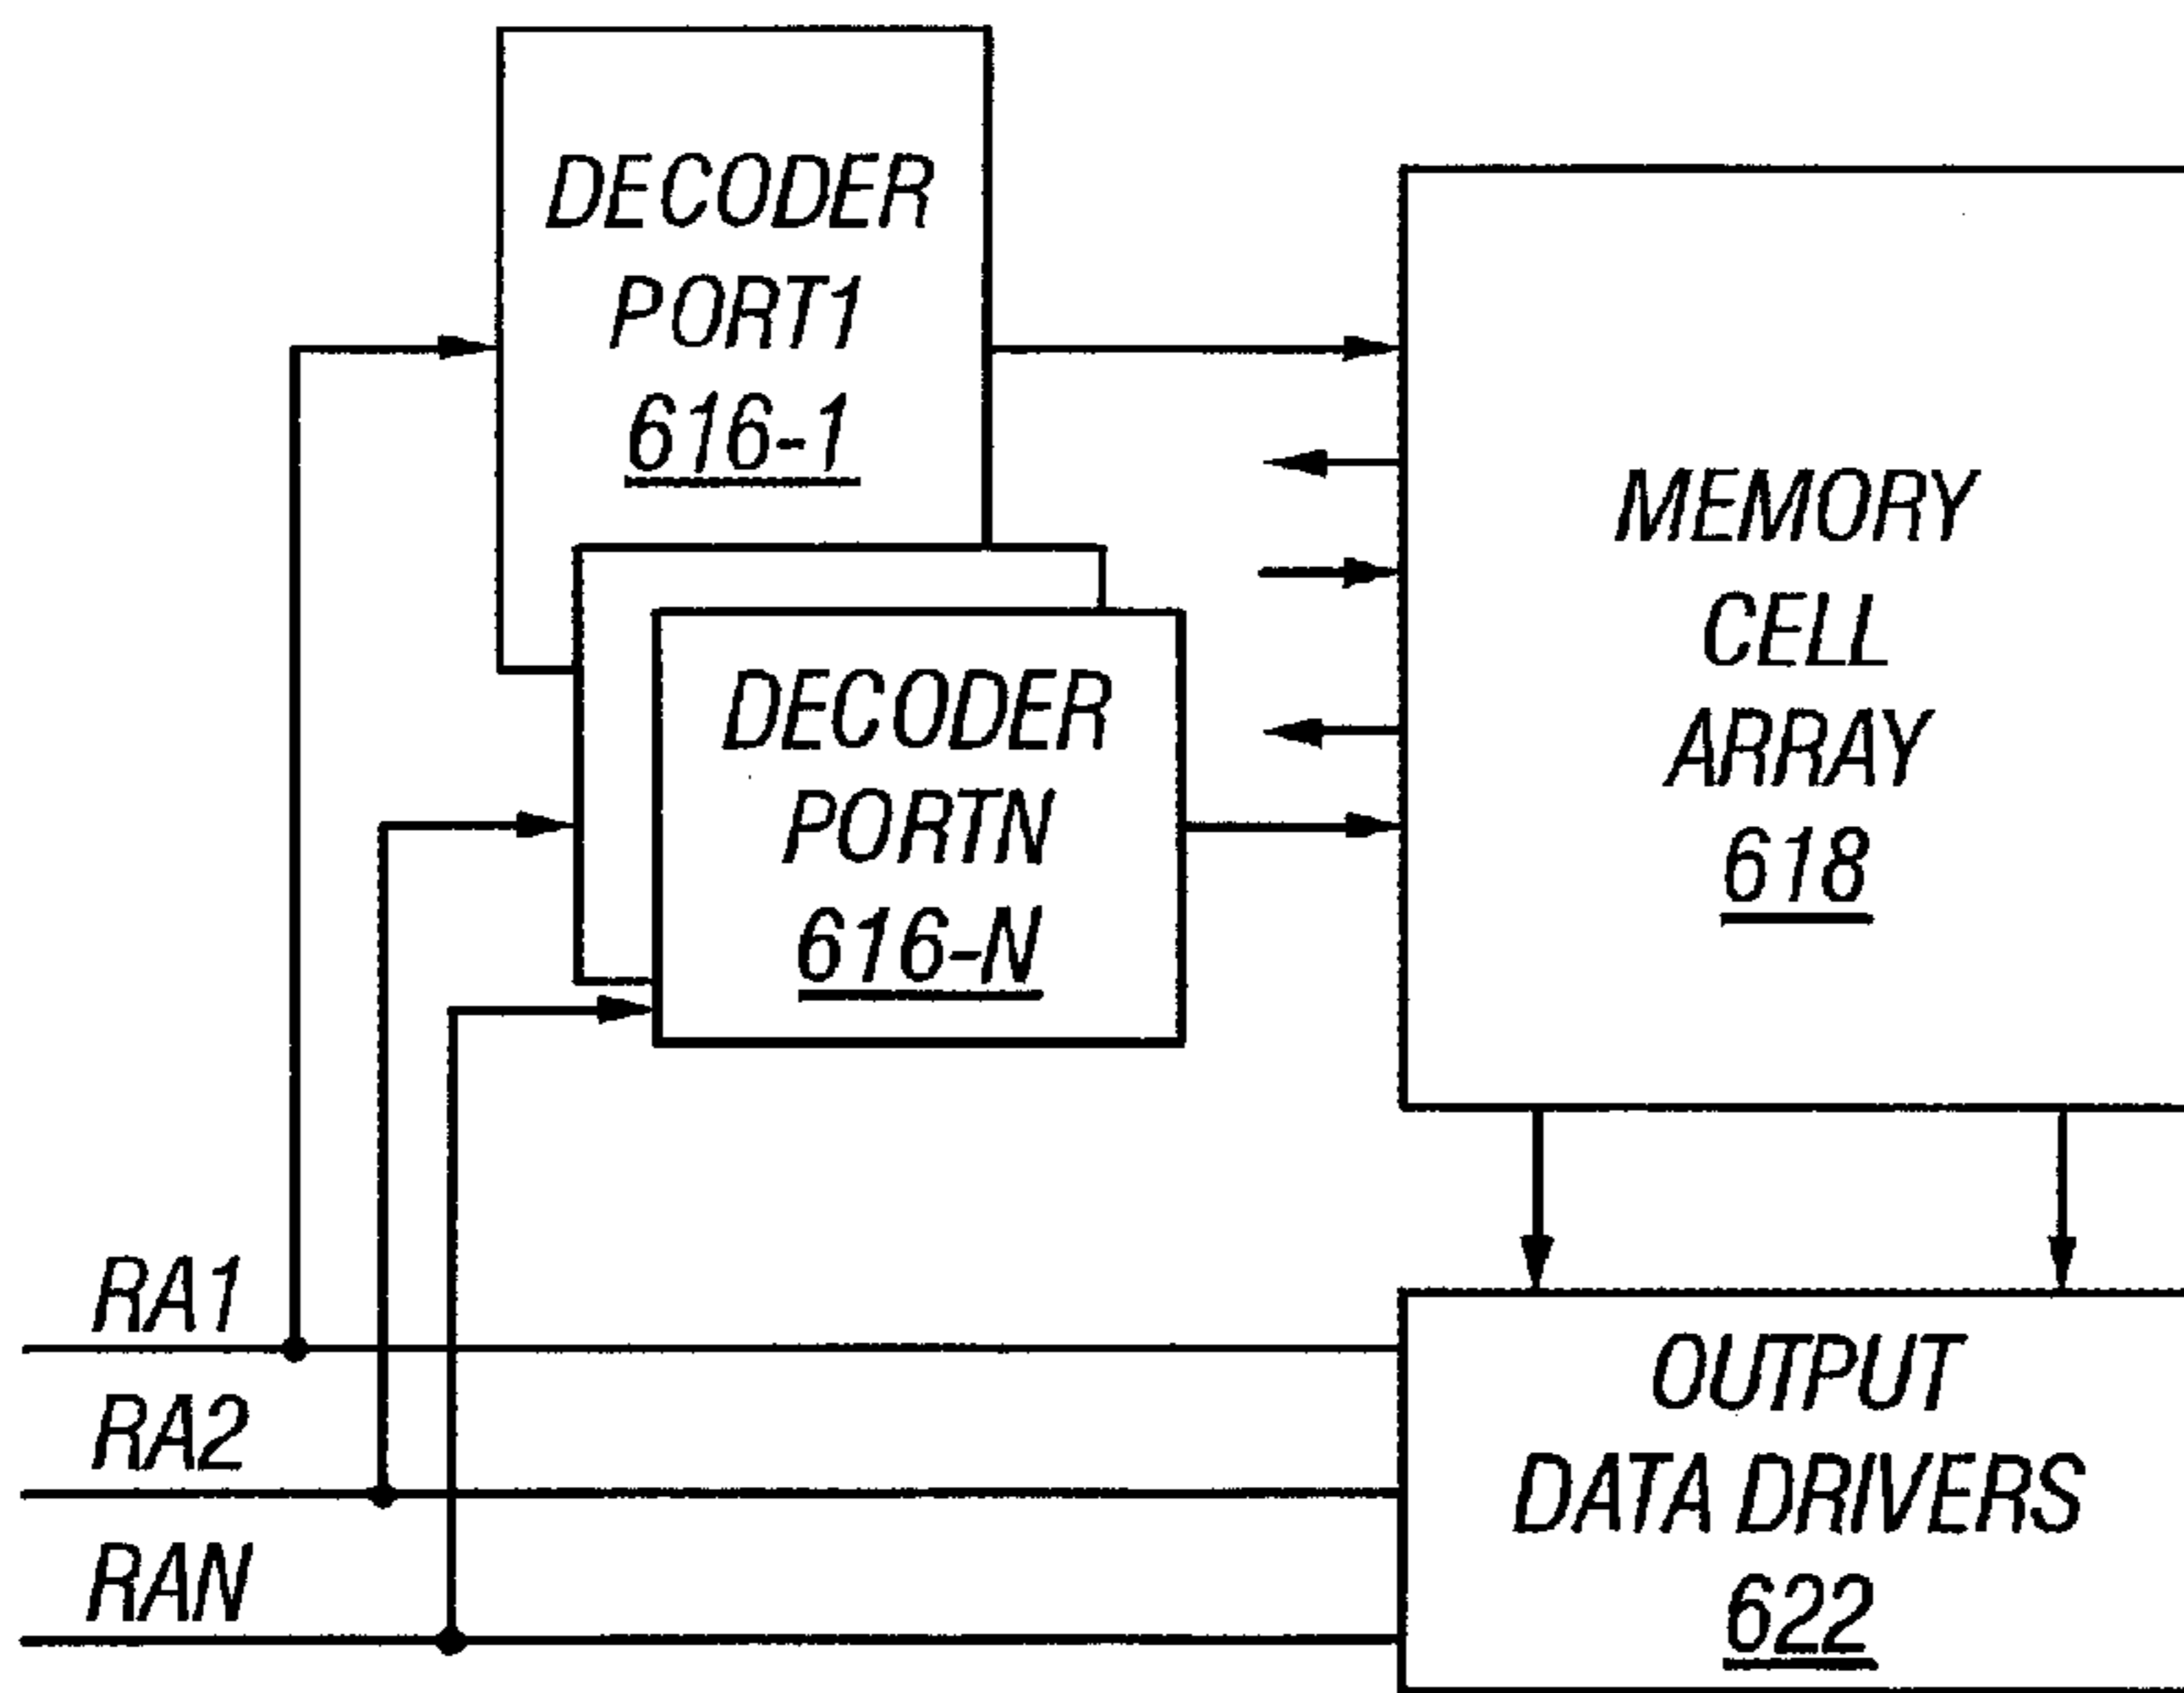 DECODER
PORT1
616-1
DECODER
PORTN
616-N
MEMORY
CELL
ARRAY
618
RA1
RA2
RAN
OUTPUT
DATA DRIVERS
622